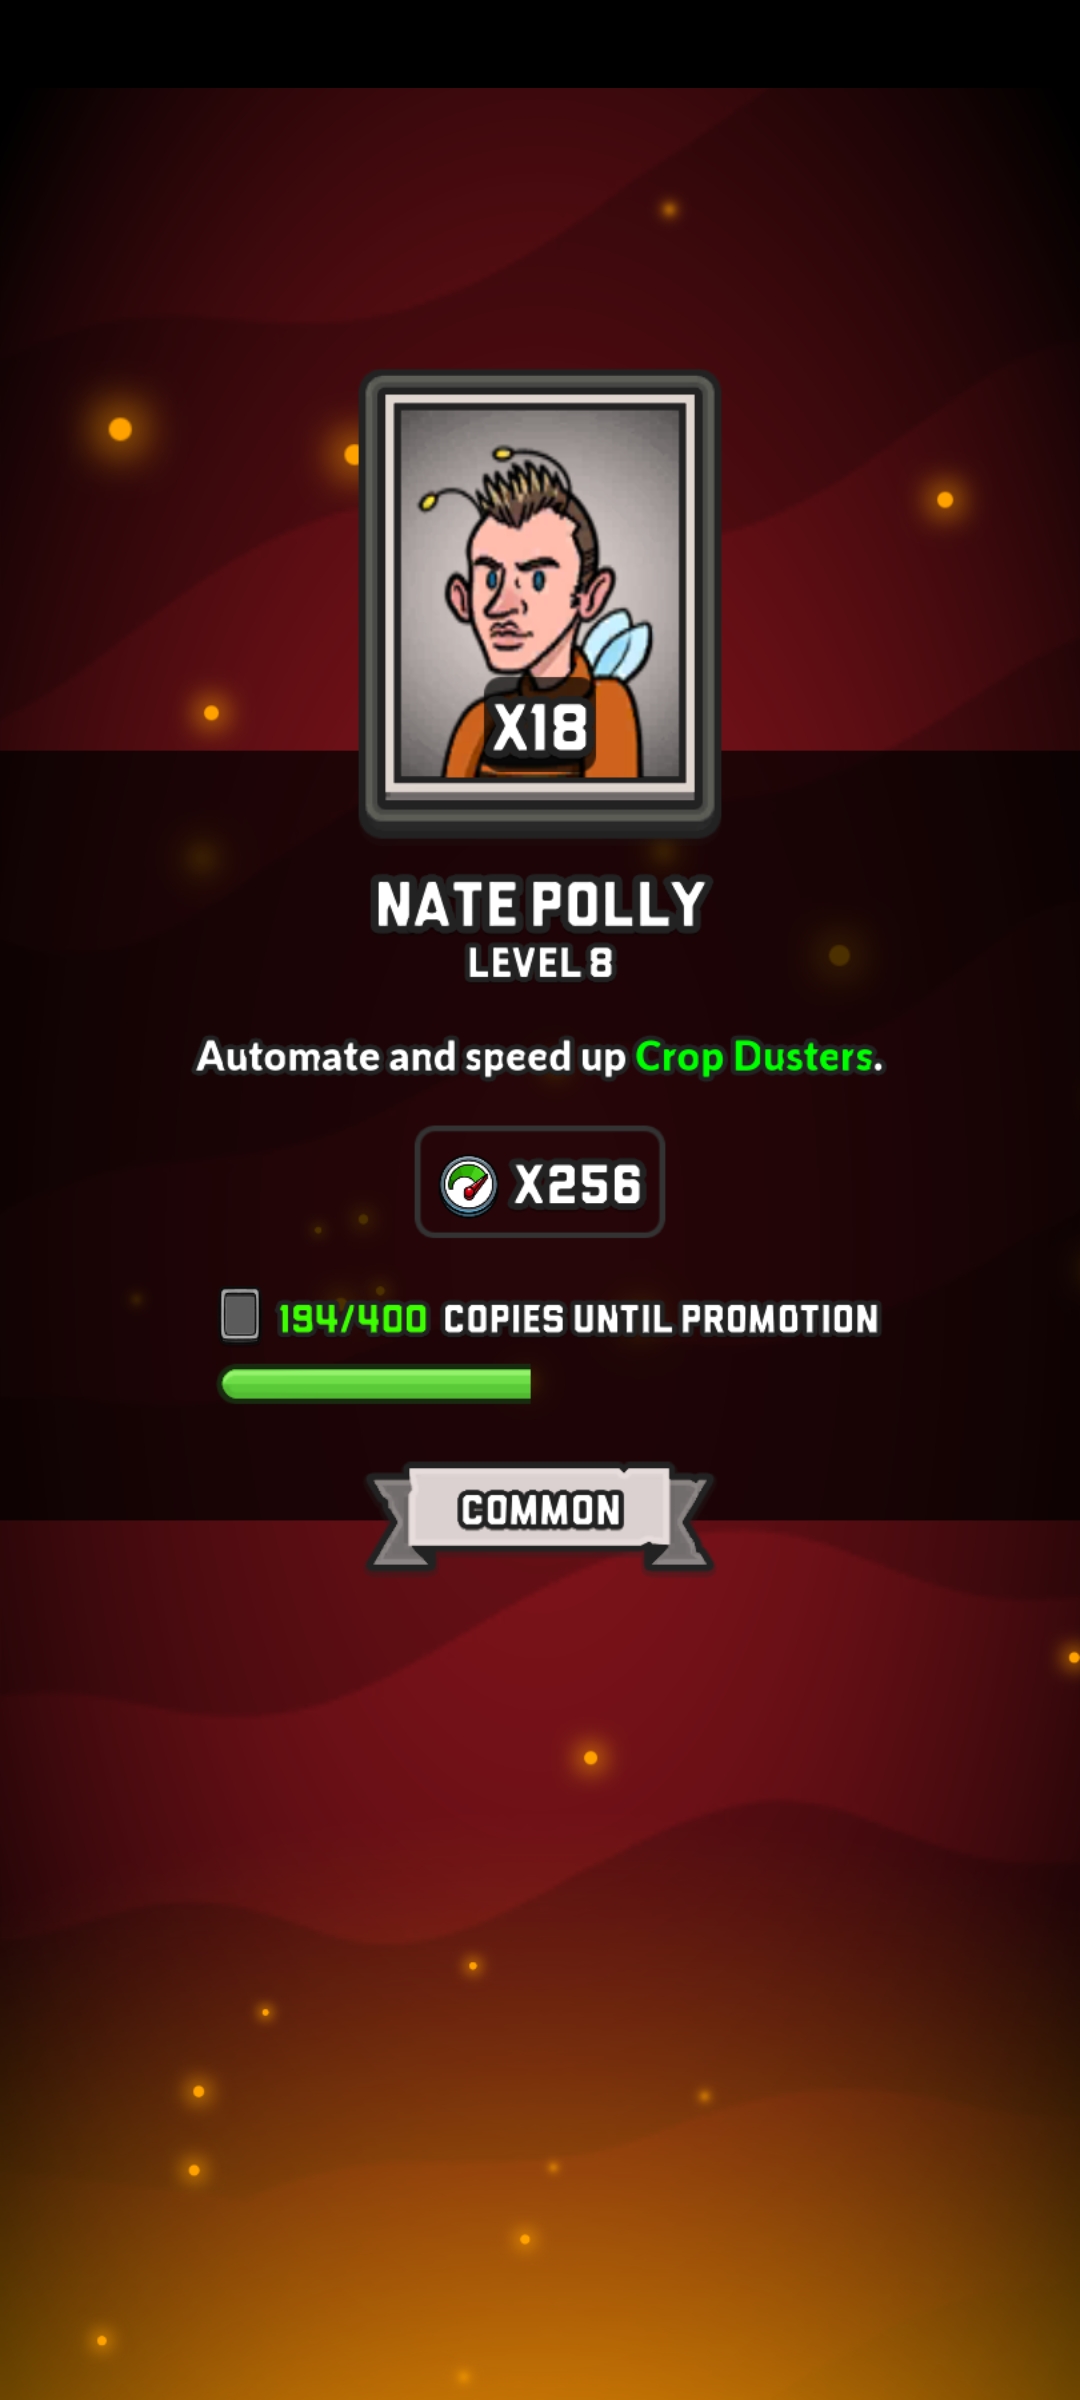 X18
NATE POLLY
LEVEL 8
Automate and speed up Crop Dusters.
X256
194/400 COPIES UNTIL PROMOTION
COMMON